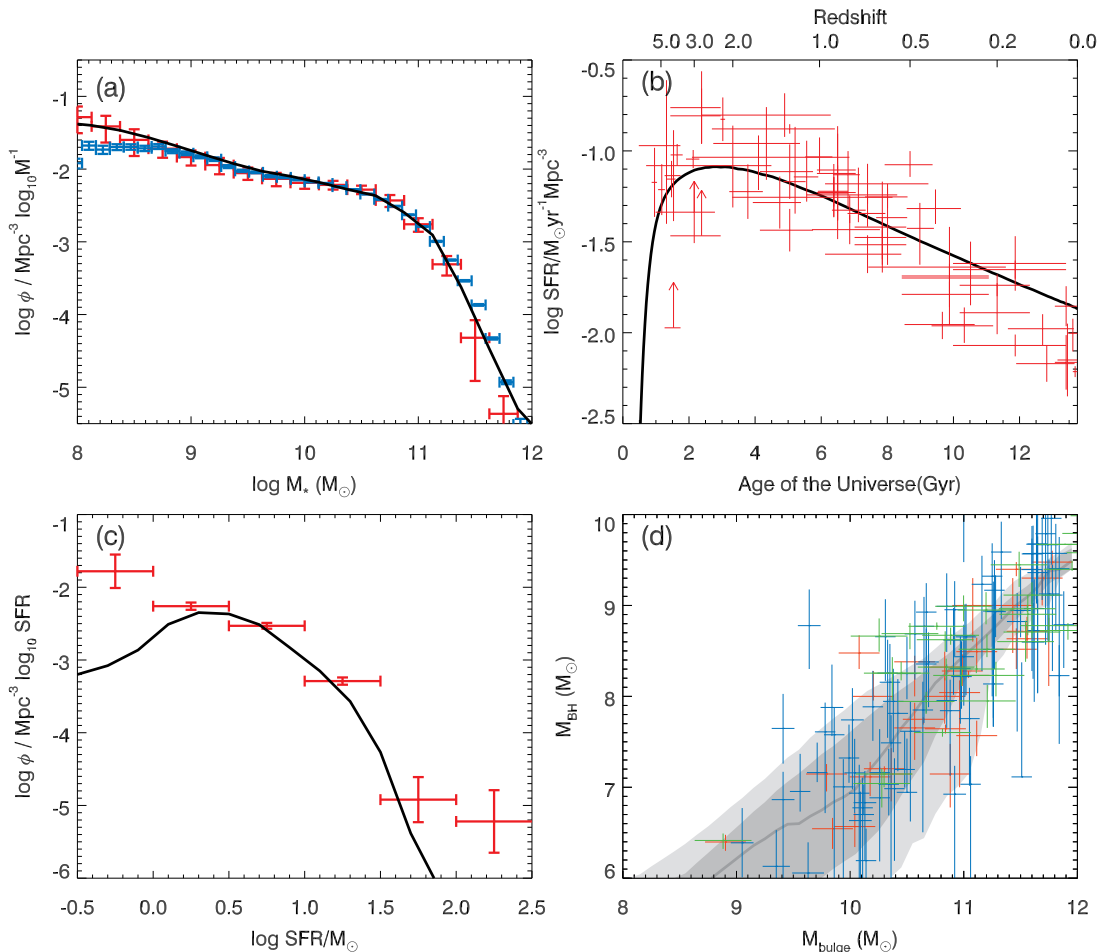 (a)
-1
-2
-3
-4
-5
log ϕ / Mpc⁻³ log₁₀M⁻¹
8 9 10 11 12
log M* (M⊙)
Redshift
5.0 3.0 2.0 1.0 0.5 0.2 0.0
(b)
-0.5
-1.0
-1.5
-2.0
-2.5
log SFR/M⊙yr⁻¹Mpc⁻³
0 2 4 6 8 10 12
Age of the Universe(Gyr)
(c)
-1
-2
-3
-4
-5
-6
log ϕ / Mpc⁻³ log₁₀ SFR
-0.5 0.0 0.5 1.0 1.5 2.0 2.5
log SFR/M⊙
(d)
10
9
8
7
6
M_BH (M⊙)
8 9 10 11 12
M_bulge (M⊙)